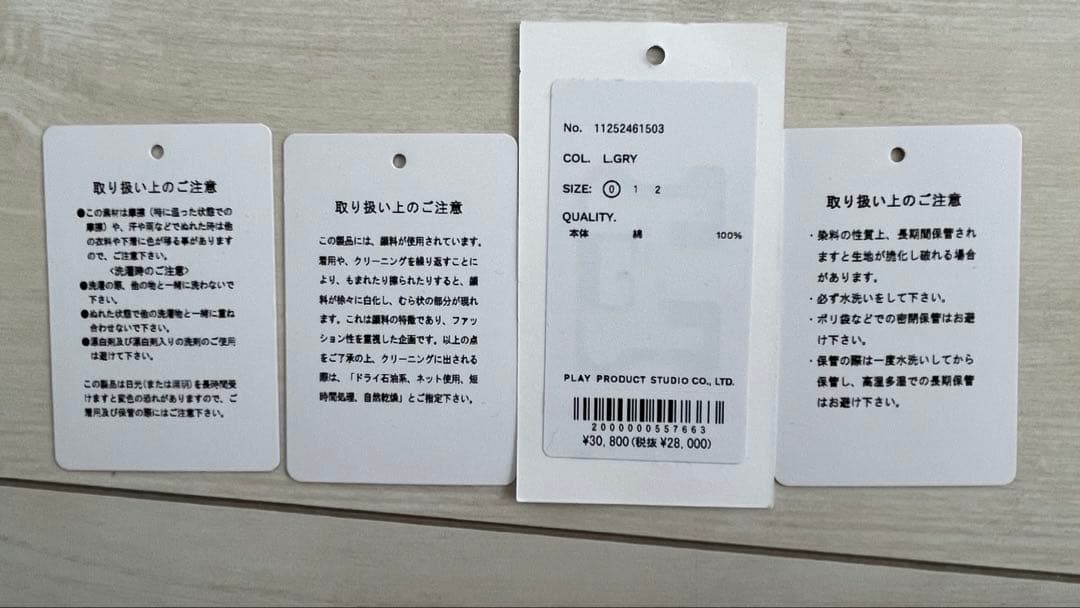 取り扱い上のご注意
●この素材は摩擦(特に湿った状態での
摩擦)や、汗や雨などでぬれた時は他
の衣料や下着に色が移る事があります
ので、ご注意下さい。
<洗濯時のご注意>
●洗濯の際、他の物と一緒に洗わないで
下さい。
●ぬれた状態で他の洗濯物と一緒に重ね
合わせないで下さい。
●漂白剤及び漂白剤入りの洗剤のご使用
は避けて下さい。
この製品は日光(または照明)を長時間受
けますと変色の恐れがありますので、ご
着用及び保管の際にはご注意下さい。
取り扱い上のご注意
この製品には、顔料が使用されています。
着用や、クリーニングを繰り返すことに
より、もまれたり擦られたりすると、顔
料が徐々に白化し、むら状の部分が現れ
ます。これは顔料の特徴であり、ファッ
ション性を重視した企画です。以上の点
をご了承の上、クリーニングに出される
際は、「ドライ石油系、ネット使用、短
時間処理、自然乾燥」とご指定下さい。
No. 11252461503
COL. L.GRY
SIZE: 0 1 2
QUALITY.
本体 綿 100%
PLAY PRODUCT STUDIO CO., LTD.
2000000557663
¥30,800(税抜 ¥28,000)
取り扱い上のご注意
・染料の性質上、長期間保管され
ますと生地が脆化し破れる場合
があります。
・必ず水洗いをして下さい。
・ポリ袋などでの密閉保管はお避
け下さい。
・保管の際は一度水洗いしてから
保管し、高温多湿での長期保管
はお避け下さい。